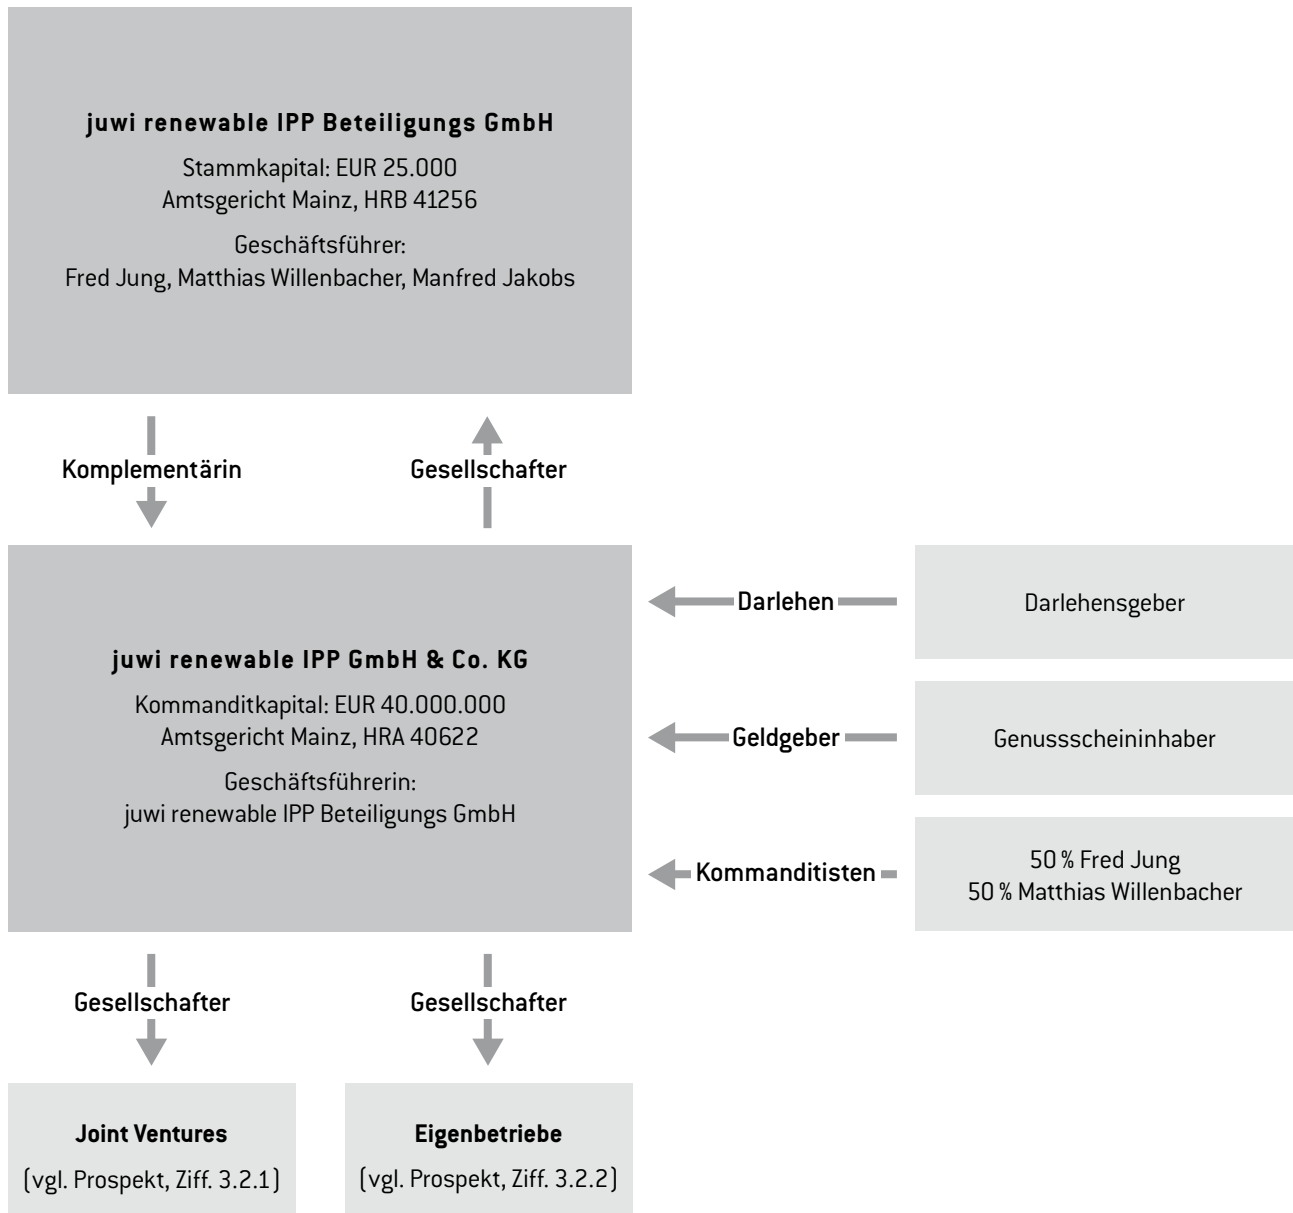 juwi renewable IPP Beteiligungs GmbH
Stammkapital: EUR 25.000
Amtsgericht Mainz, HRB 41256
Geschäftsführer:
Fred Jung, Matthias Willenbacher, Manfred Jakobs
Komplementärin
Gesellschafter
juwi renewable IPP GmbH & Co. KG
Kommanditkapital: EUR 40.000.000
Amtsgericht Mainz, HRA 40622
Geschäftsführerin:
juwi renewable IPP Beteiligungs GmbH
Darlehen
Darlehensgeber
Geldgeber
Genussscheininhaber
Kommanditisten
50 % Fred Jung
50 % Matthias Willenbacher
Gesellschafter
Gesellschafter
Joint Ventures
(vgl. Prospekt, Ziff. 3.2.1)
Eigenbetriebe
(vgl. Prospekt, Ziff. 3.2.2)